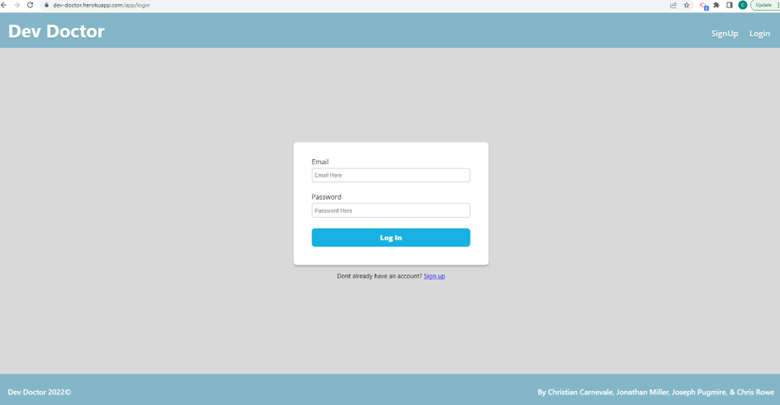 dev-doctor.herokuapp.com/app/login
Update
Dev Doctor
SignUp Login
Email
Email Here
Password
Password Here
Log In
Dont already have an account? Sign up
Dev Doctor 2022©
By Christian Carnevale, Jonathan Miller, Joseph Pugmire, & Chris Rowe